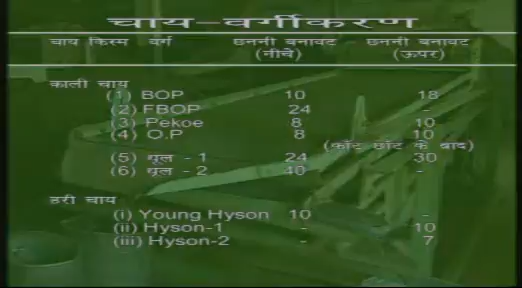 चाय-वर्गीकरण
चाय किस्म वर्ग छननी बनावट छननी बनावट
(नीचे) (ऊपर)
काली चाय
(1) BOP 10 18
(2) FBOP 24 -
(3) Pekoe 8 10
(4) O.P 8 10
(काँट छाँट के बाद)
(5) धूल - 1 24 30
(6) धूल - 2 40 -
हरी चाय
(i) Young Hyson 10 -
(ii) Hyson-1 - 10
(iii) Hyson-2 - 7